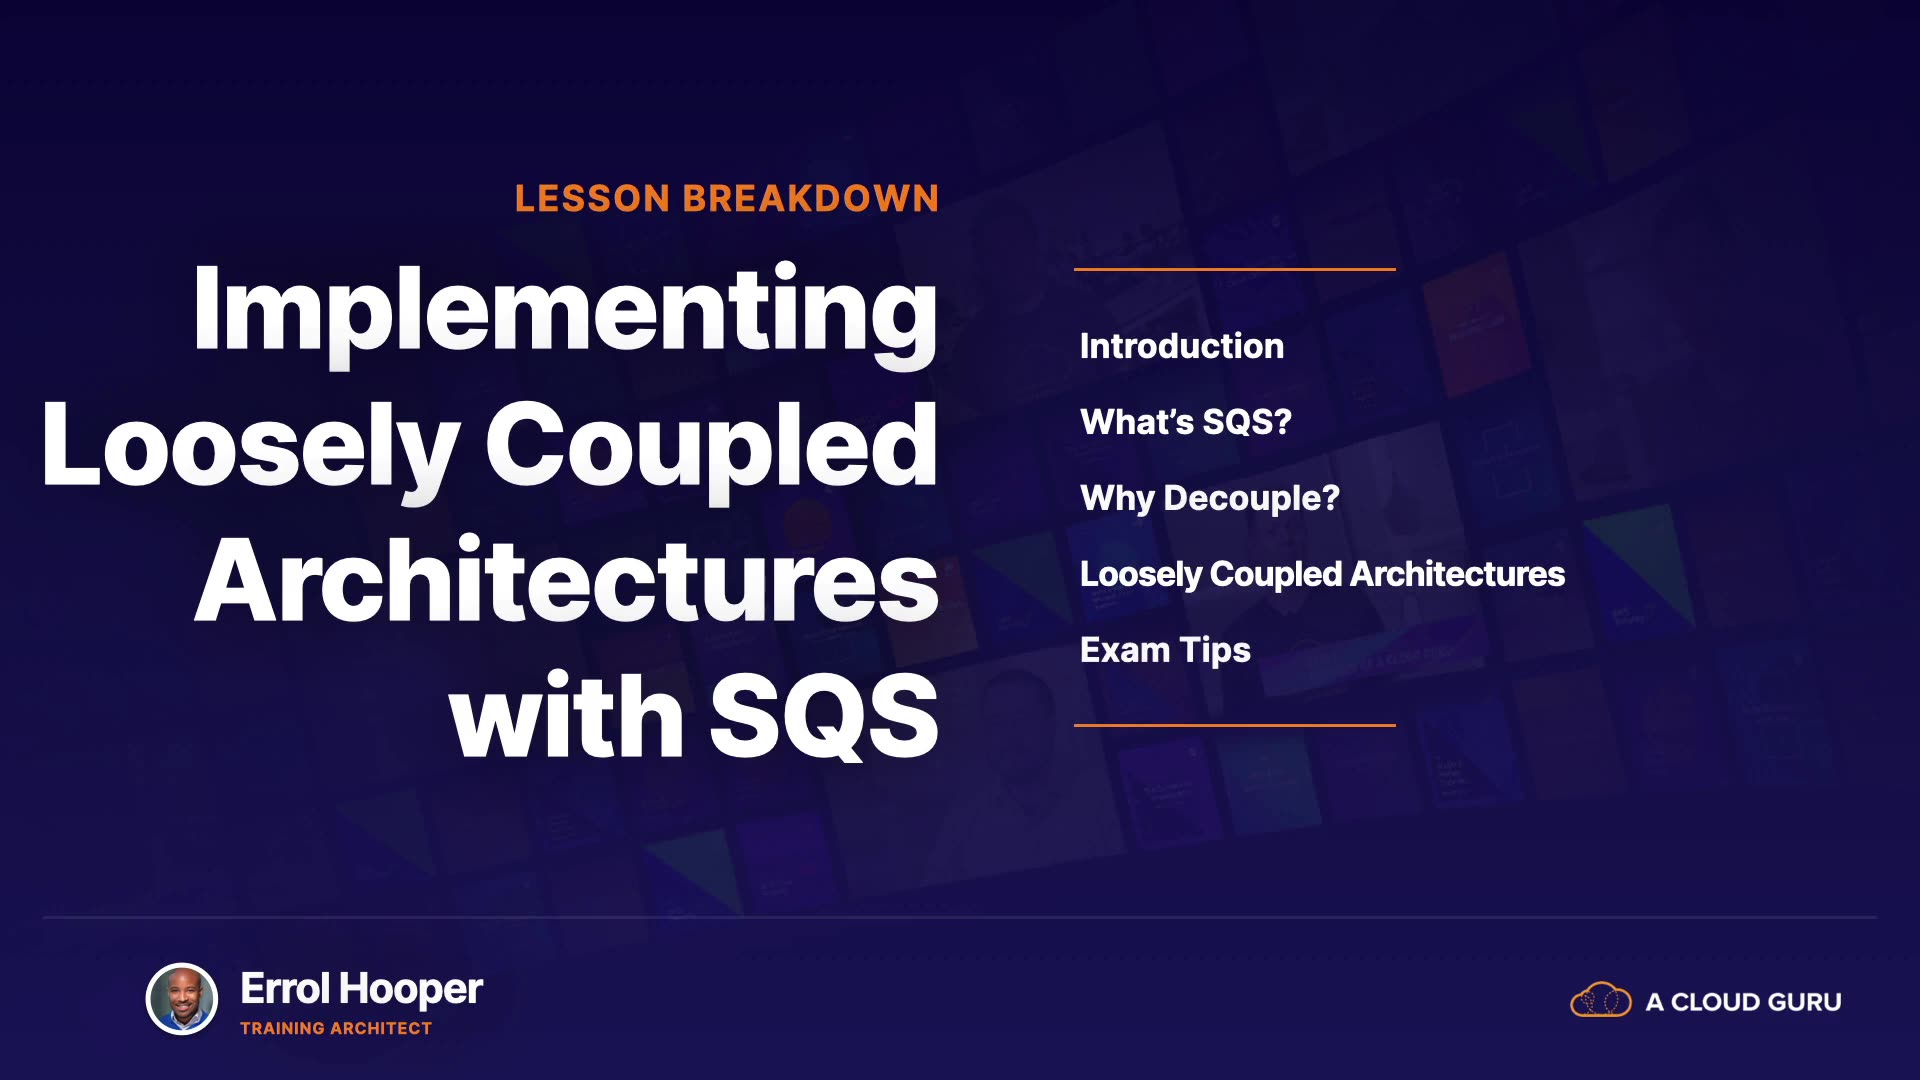 LESSON BREAKDOWN
Implementing
Loosely Coupled
Architectures
with SQS
Introduction
What’s SQS?
Why Decouple?
Loosely Coupled Architectures
Exam Tips
Errol Hooper
TRAINING ARCHITECT
A CLOUD GURU